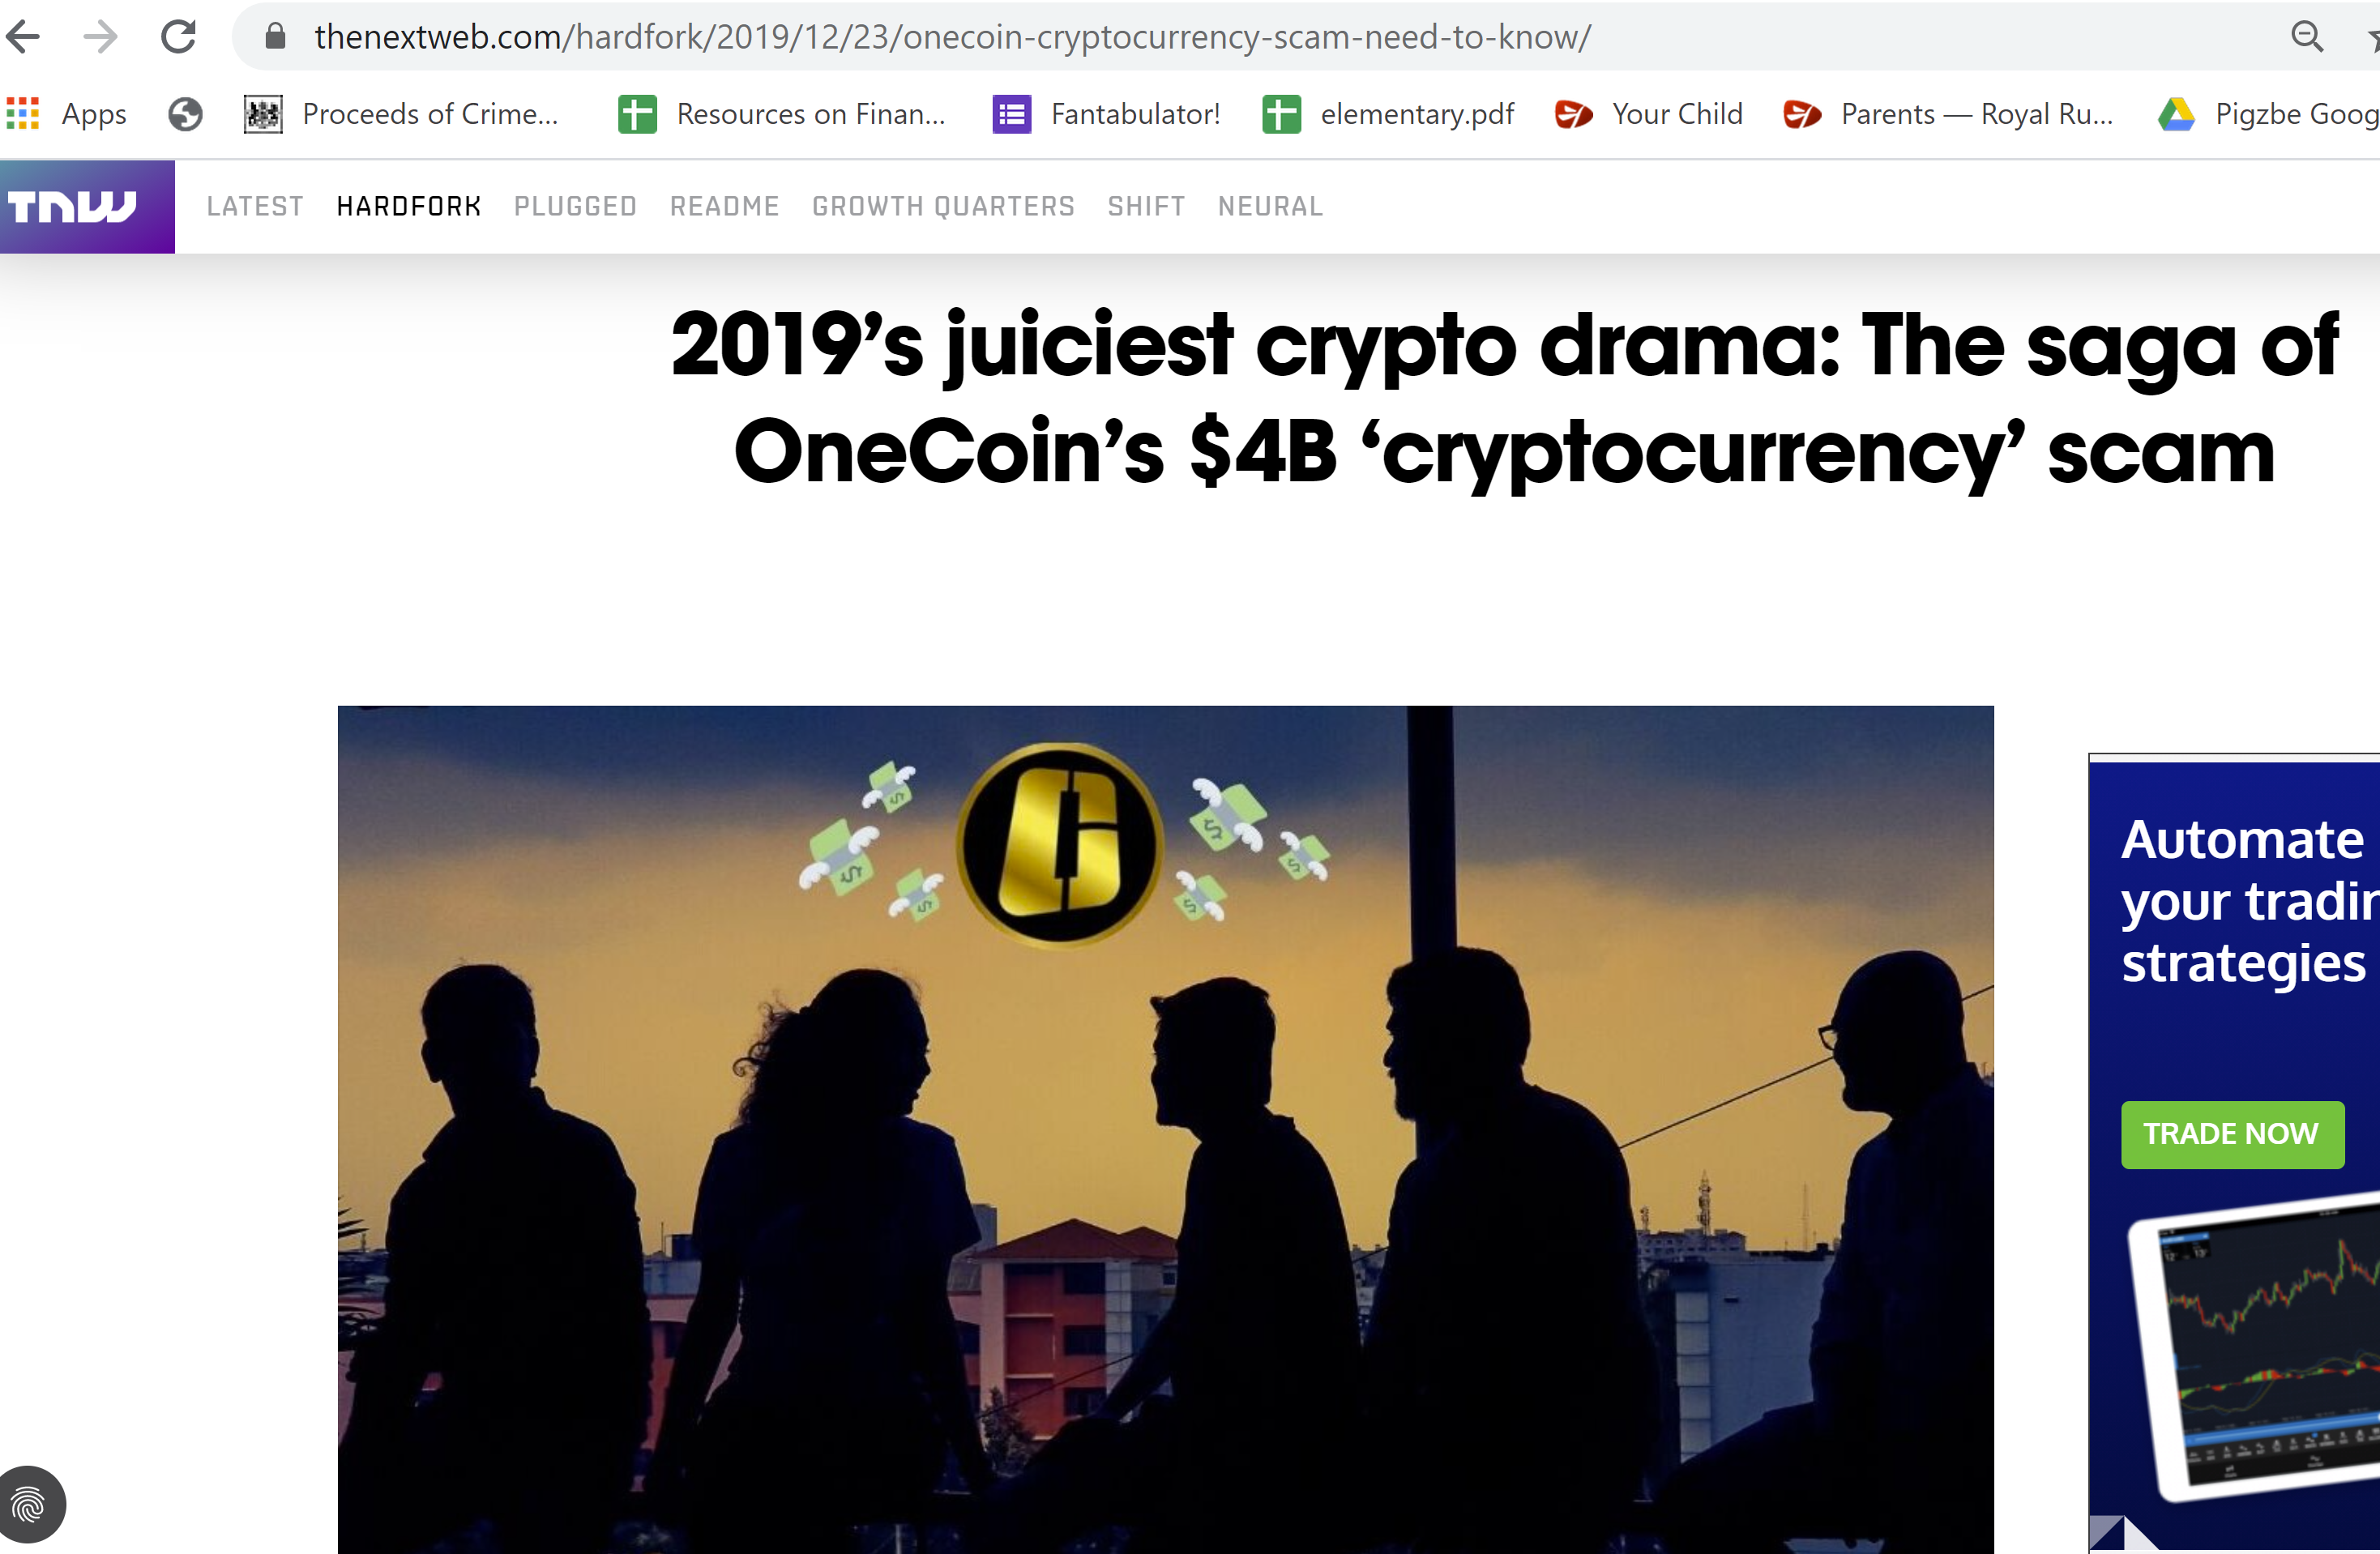 thenextweb.com/hardfork/2019/12/23/onecoin-cryptocurrency-scam-need-to-know/
Apps Proceeds of Crime... Resources on Finan... Fantabulator! elementary.pdf Your Child Parents — Royal Ru... Pigzbe Goog
TNW LATEST HARDFORK PLUGGED README GROWTH QUARTERS SHIFT NEURAL
2019’s juiciest crypto drama: The saga of
OneCoin’s $4B ‘cryptocurrency’ scam
Automate
your tradin
strategies
TRADE NOW